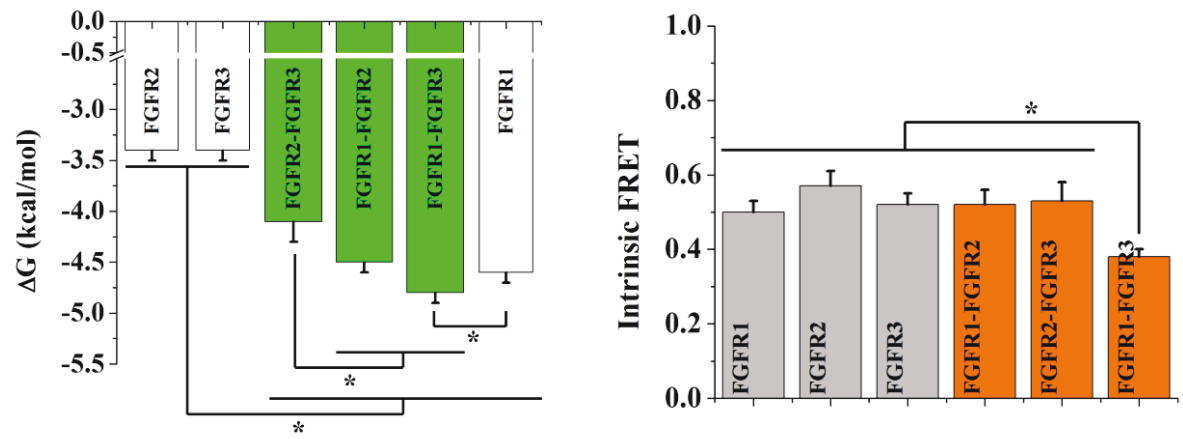 ΔG (kcal/mol)
0.0
-0.5
-3.0
-3.5
-4.0
-4.5
-5.0
-5.5
FGFR2
FGFR3
FGFR2-FGFR3
FGFR1-FGFR2
FGFR1-FGFR3
FGFR1
*
*
*
Intrinsic FRET
1.0
0.8
0.6
0.4
0.2
0.0
FGFR1
FGFR2
FGFR3
FGFR1-FGFR2
FGFR2-FGFR3
FGFR1-FGFR3
*